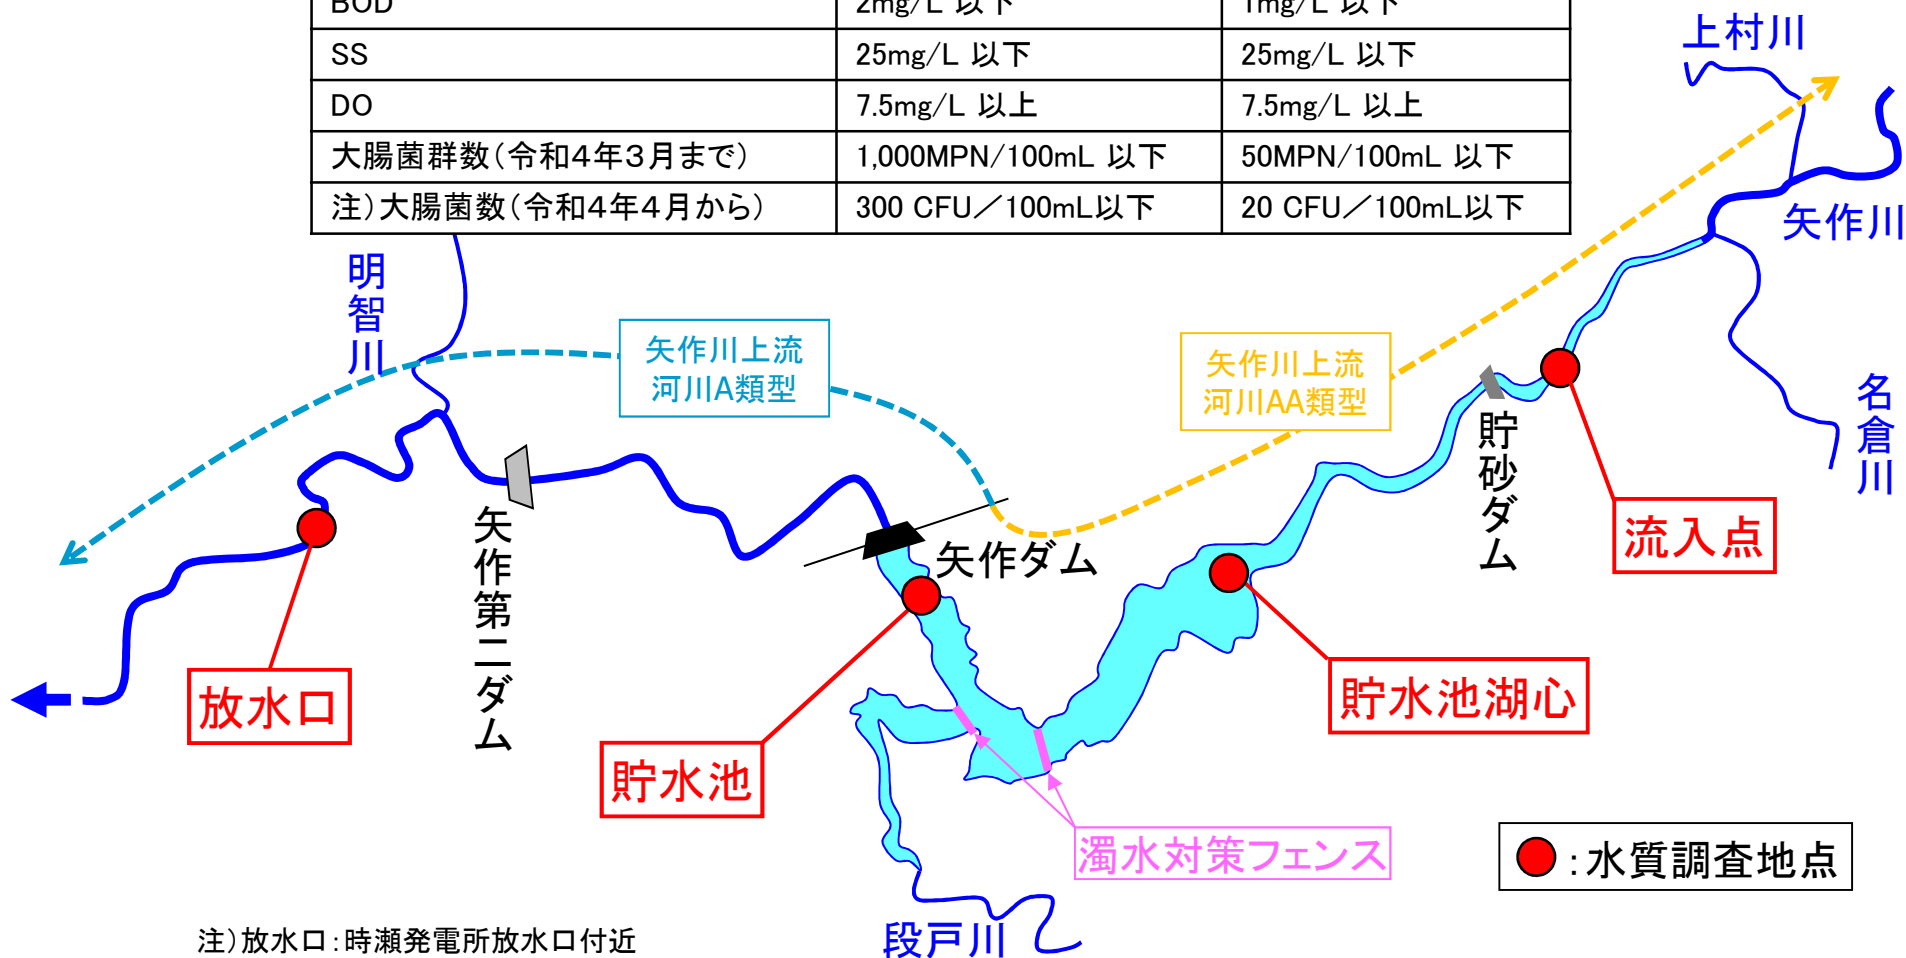 BOD 2mg/L 以下 1mg/L 以下
SS 25mg/L 以下 25mg/L 以下
DO 7.5mg/L 以上 7.5mg/L 以上
大腸菌群数(令和4年3月まで) 1,000MPN/100mL 以下 50MPN/100mL 以下
注)大腸菌数(令和4年4月から) 300 CFU/100mL以下 20 CFU/100mL以下
上村川
矢作川
明智川
矢作川上流
河川A類型
矢作川上流
河川AA類型
名倉川
貯砂ダム
流入点
矢作ダム
矢作第二ダム
放水口
貯水池湖心
貯水池
濁水対策フェンス
:水質調査地点
段戸川
注)放水口:時瀬発電所放水口付近